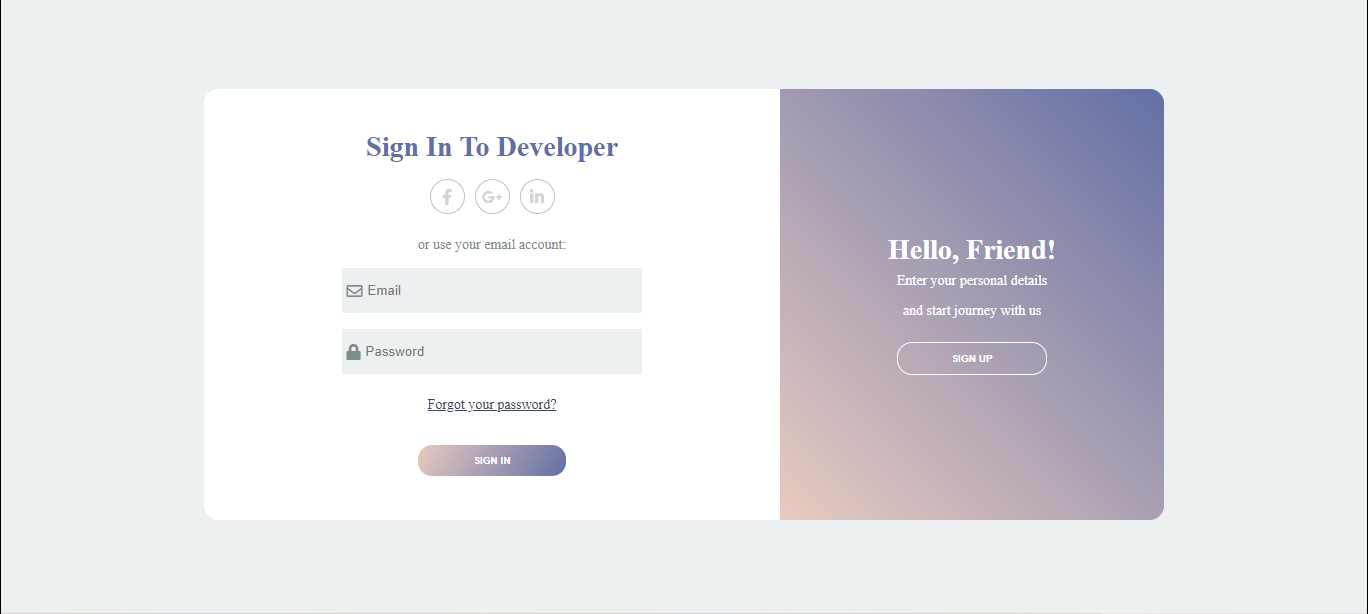 Sign In To Developer
f
G+
in
or use your email account:
Email
Password
Forgot your password?
SIGN IN
Hello, Friend!
Enter your personal details
and start journey with us
SIGN UP